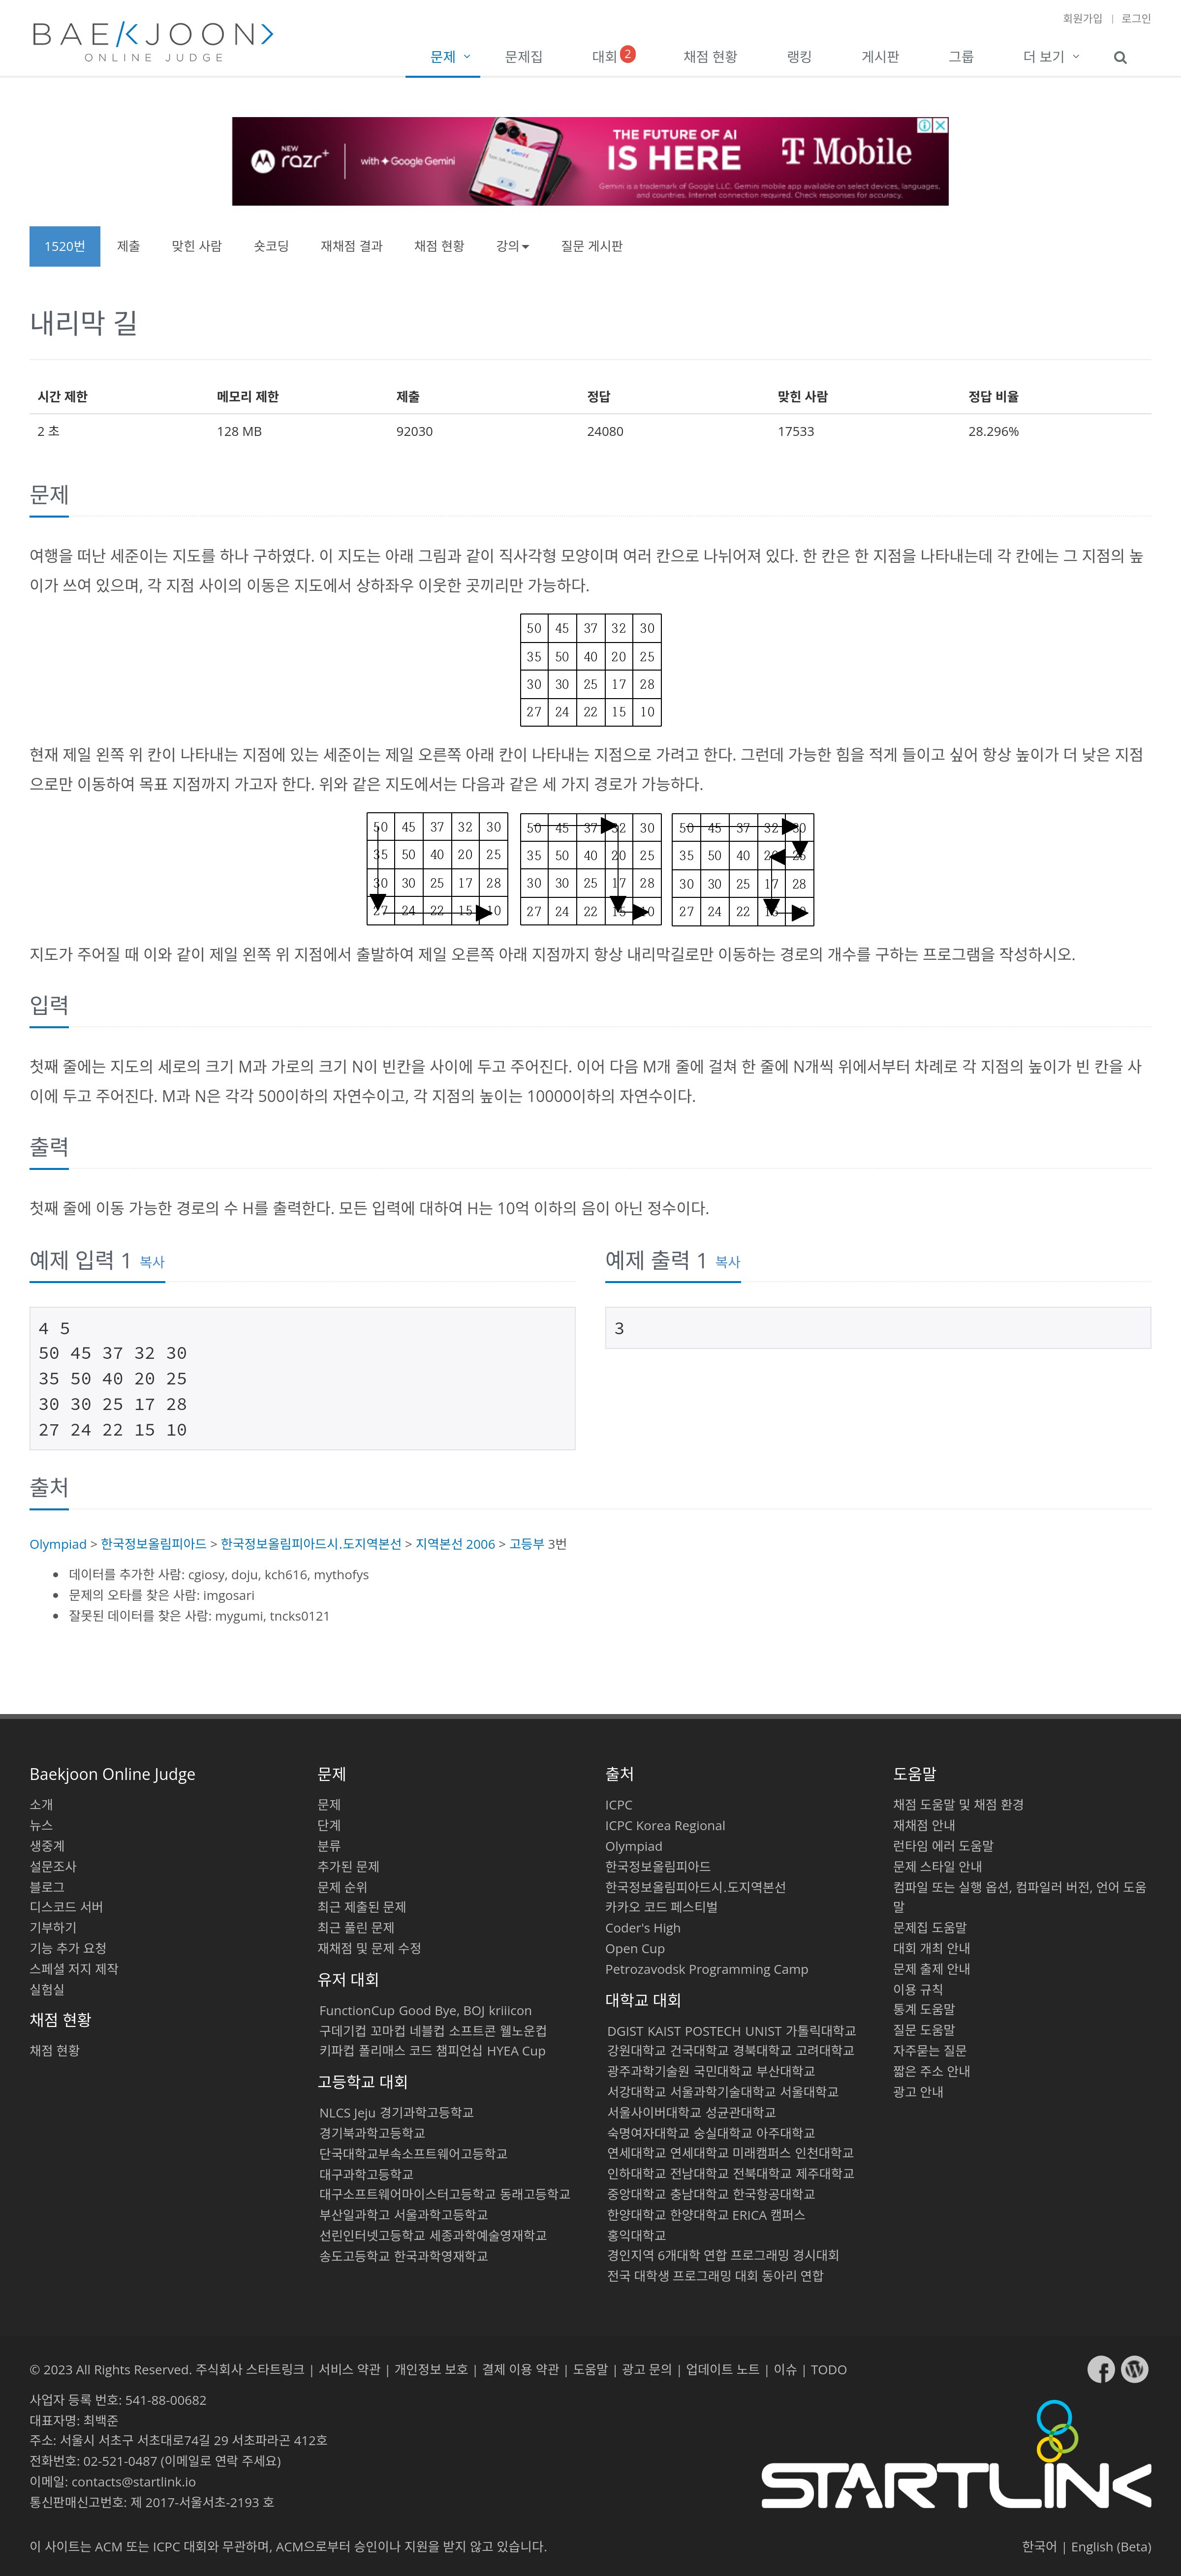 회원가입 | 로그인
BAEKJOON>
ONLINE JUDGE
문제 문제집 대회 2 채점 현황 랭킹 게시판 그룹 더 보기
NEW
razr+ with Google Gemini
THE FUTURE OF AI
IS HERE
T Mobile
Gemini is a trademark of Google LLC. Gemini mobile app available on select devices, languages,
and countries. Internet connection required. Check responses for accuracy.
1520번 제출 맞힌 사람 숏코딩 재채점 결과 채점 현황 강의 질문 게시판
내리막 길
시간 제한 메모리 제한 제출 정답 맞힌 사람 정답 비율
2 초 128 MB 92030 24080 17533 28.296%
문제
여행을 떠난 세준이는 지도를 하나 구하였다. 이 지도는 아래 그림과 같이 직사각형 모양이며 여러 칸으로 나뉘어져 있다. 한 칸은 한 지점을 나타내는데 각 칸에는 그 지점의 높
이가 쓰여 있으며, 각 지점 사이의 이동은 지도에서 상하좌우 이웃한 곳끼리만 가능하다.
50 45 37 32 30
35 50 40 20 25
30 30 25 17 28
27 24 22 15 10
현재 제일 왼쪽 위 칸이 나타내는 지점에 있는 세준이는 제일 오른쪽 아래 칸이 나타내는 지점으로 가려고 한다. 그런데 가능한 힘을 적게 들이고 싶어 항상 높이가 더 낮은 지점
으로만 이동하여 목표 지점까지 가고자 한다. 위와 같은 지도에서는 다음과 같은 세 가지 경로가 가능하다.
50 45 37 32 30 50 45 37 32 30 50 45 37 32 30
35 50 40 20 25 35 50 40 20 25 35 50 40 20 25
30 30 25 17 28 30 30 25 17 28 30 30 25 17 28
27 24 22 15 10 27 24 22 15 27 24 22 15
지도가 주어질 때 이와 같이 제일 왼쪽 위 지점에서 출발하여 제일 오른쪽 아래 지점까지 항상 내리막길로만 이동하는 경로의 개수를 구하는 프로그램을 작성하시오.
입력
첫째 줄에는 지도의 세로의 크기 M과 가로의 크기 N이 빈칸을 사이에 두고 주어진다. 이어 다음 M개 줄에 걸쳐 한 줄에 N개씩 위에서부터 차례로 각 지점의 높이가 빈 칸을 사
이에 두고 주어진다. M과 N은 각각 500이하의 자연수이고, 각 지점의 높이는 10000이하의 자연수이다.
출력
첫째 줄에 이동 가능한 경로의 수 H를 출력한다. 모든 입력에 대하여 H는 10억 이하의 음이 아닌 정수이다.
예제 입력 1 복사
4 5
50 45 37 32 30
35 50 40 20 25
30 30 25 17 28
27 24 22 15 10
예제 출력 1 복사
3
출처
Olympiad > 한국정보올림피아드 > 한국정보올림피아드시.도지역본선 > 지역본선 2006 > 고등부 3번
데이터를 추가한 사람: cgiosy, doju, kch616, mythofys
문제의 오타를 찾은 사람: imgosari
잘못된 데이터를 찾은 사람: mygumi, tncks0121
Baekjoon Online Judge
소개
뉴스
생중계
설문조사
블로그
디스코드 서버
기부하기
기능 추가 요청
스페셜 저지 제작
실험실
채점 현황
채점 현황
문제
문제
단계
분류
추가된 문제
문제 순위
최근 제출된 문제
최근 풀린 문제
재채점 및 문제 수정
유저 대회
FunctionCup Good Bye, BOJ kriiicon
구데기컵 꼬마컵 네블컵 소프트콘 웰노운컵
키파컵 폴리매스 코드 챔피언십 HYEA Cup
고등학교 대회
NLCS Jeju 경기과학고등학교
경기북과학고등학교
단국대학교부속소프트웨어고등학교
대구과학고등학교
대구소프트웨어마이스터고등학교 동래고등학교
부산일과학고 서울과학고등학교
선린인터넷고등학교 세종과학예술영재학교
송도고등학교 한국과학영재학교
출처
ICPC
ICPC Korea Regional
Olympiad
한국정보올림피아드
한국정보올림피아드시.도지역본선
카카오 코드 페스티벌
Coder's High
Open Cup
Petrozavodsk Programming Camp
대학교 대회
DGIST KAIST POSTECH UNIST 가톨릭대학교
강원대학교 건국대학교 경북대학교 고려대학교
광주과학기술원 국민대학교 부산대학교
서강대학교 서울과학기술대학교 서울대학교
서울사이버대학교 성균관대학교
숙명여자대학교 숭실대학교 아주대학교
연세대학교 연세대학교 미래캠퍼스 인천대학교
인하대학교 전남대학교 전북대학교 제주대학교
중앙대학교 충남대학교 한국항공대학교
한양대학교 한양대학교 ERICA 캠퍼스
홍익대학교
경인지역 6개대학 연합 프로그래밍 경시대회
전국 대학생 프로그래밍 대회 동아리 연합
도움말
채점 도움말 및 채점 환경
재채점 안내
런타임 에러 도움말
문제 스타일 안내
컴파일 또는 실행 옵션, 컴파일러 버전, 언어 도움
말
문제집 도움말
대회 개최 안내
문제 출제 안내
이용 규칙
통계 도움말
질문 도움말
자주묻는 질문
짧은 주소 안내
광고 안내
© 2023 All Rights Reserved. 주식회사 스타트링크 | 서비스 약관 | 개인정보 보호 | 결제 이용 약관 | 도움말 | 광고 문의 | 업데이트 노트 | 이슈 | TODO
사업자 등록 번호: 541-88-00682
대표자명: 최백준
주소: 서울시 서초구 서초대로74길 29 서초파라곤 412호
전화번호: 02-521-0487 (이메일로 연락 주세요)
이메일: contacts@startlink.io
통신판매신고번호: 제 2017-서울서초-2193 호
STARTLINK
이 사이트는 ACM 또는 ICPC 대회와 무관하며, ACM으로부터 승인이나 지원을 받지 않고 있습니다.
한국어 | English (Beta)